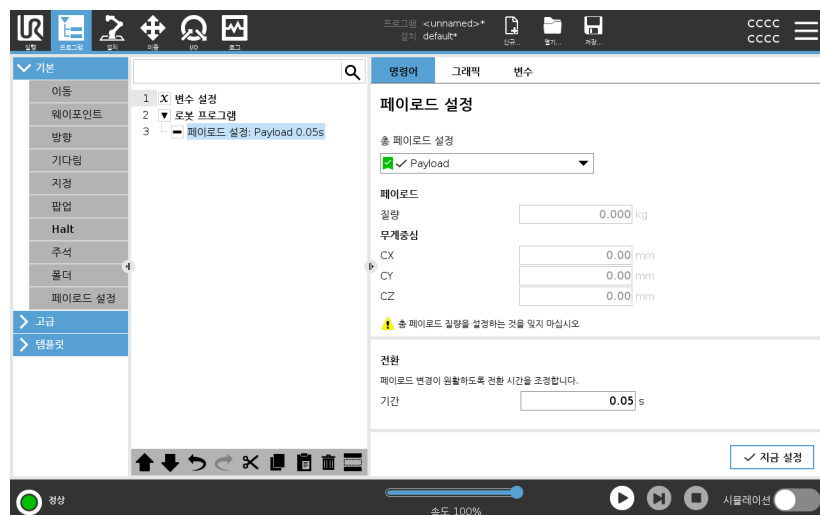 UR
실행
프로그램
설치
이동
I/O
로그
프로그램 <unnamed>*
설치 default*
신규...
열기...
저장...
CCCC
CCCC
기본
이동
웨이포인트
방향
기다림
지정
팝업
Halt
주석
폴더
페이로드 설정
고급
템플릿
1 X 변수 설정
2 ▼ 로봇 프로그램
3 페이로드 설정: Payload 0.05s
명령어 그래픽 변수
페이로드 설정
총 페이로드 설정
Payload
페이로드
질량 0.000 kg
무게중심
CX 0.00 mm
CY 0.00 mm
CZ 0.00 mm
총 페이로드 질량을 설정하는 것을 잊지 마십시오
전환
페이로드 변경이 원활하도록 전환 시간을 조정합니다.
기간 0.05 s
지금 설정
정상
속도 100%
시뮬레이션